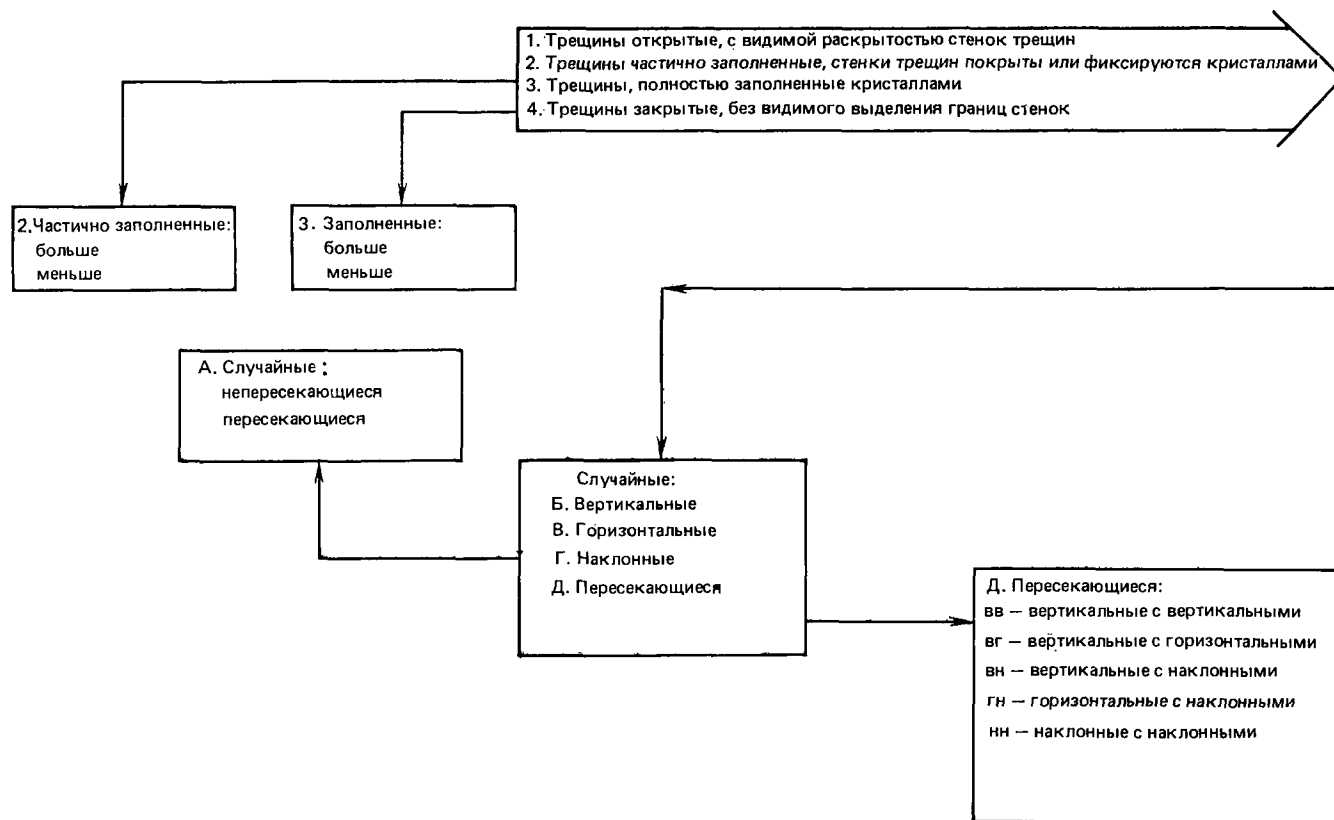 1. Трещины открытые, с видимой раскрытостью стенок трещин
2. Трещины частично заполненные, стенки трещин покрыты или фиксируются кристаллами
3. Трещины, полностью заполненные кристаллами
4. Трещины закрытые, без видимого выделения границ стенок
2. Частично заполненные:
больше
меньше
3. Заполненные:
больше
меньше
А. Случайные:
непересекающиеся
пересекающиеся
Случайные:
Б. Вертикальные
В. Горизонтальные
Г. Наклонные
Д. Пересекающиеся
Д. Пересекающиеся:
вв — вертикальные с вертикальными
вг — вертикальные с горизонтальными
вн — вертикальные с наклонными
гн — горизонтальные с наклонными
нн — наклонные с наклонными